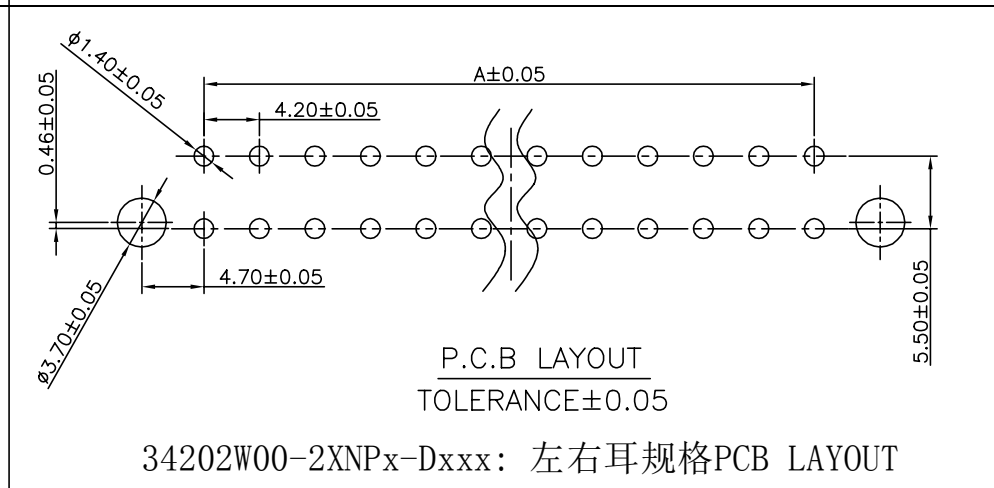 ϕ1.40±0.05
A±0.05
4.20±0.05
0.46±0.05
4.70±0.05
ϕ3.70±0.05
5.50±0.05
P.C.B LAYOUT
TOLERANCE±0.05
34202W00-2XNPx-Dxxx: 左右耳规格PCB LAYOUT